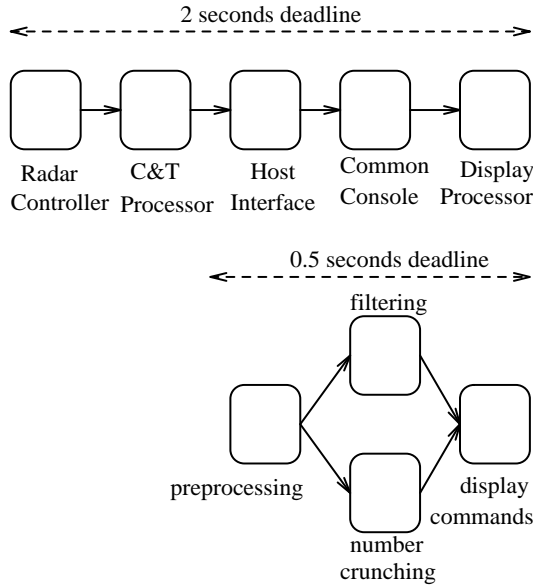 2 seconds deadline
Radar
Controller
C&T
Processor
Host
Interface
Common
Console
Display
Processor
0.5 seconds deadline
filtering
preprocessing
number
crunching
display
commands